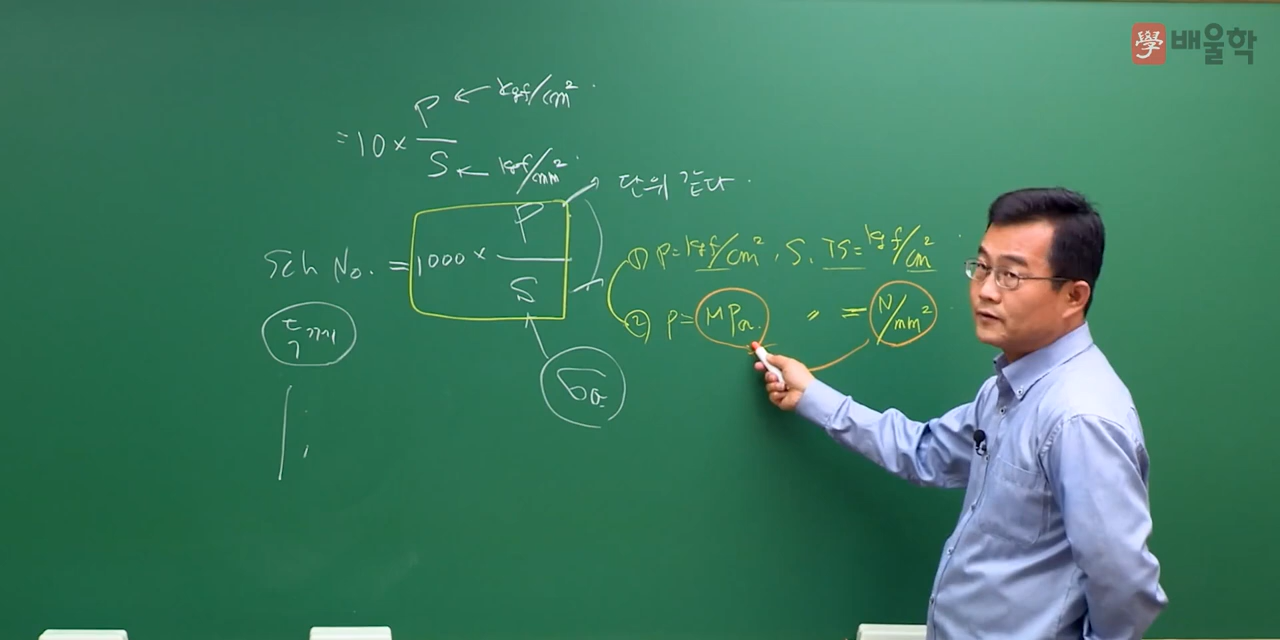 學 배울학
= 10 × P/S
← kgf/cm²
← kgf/mm²
단위 같다.
Sch No. = 1000 × P/S
① P = kgf/cm², S, TS = kgf/cm²
② P = MPa. 〃 = N/mm²
두께
σa